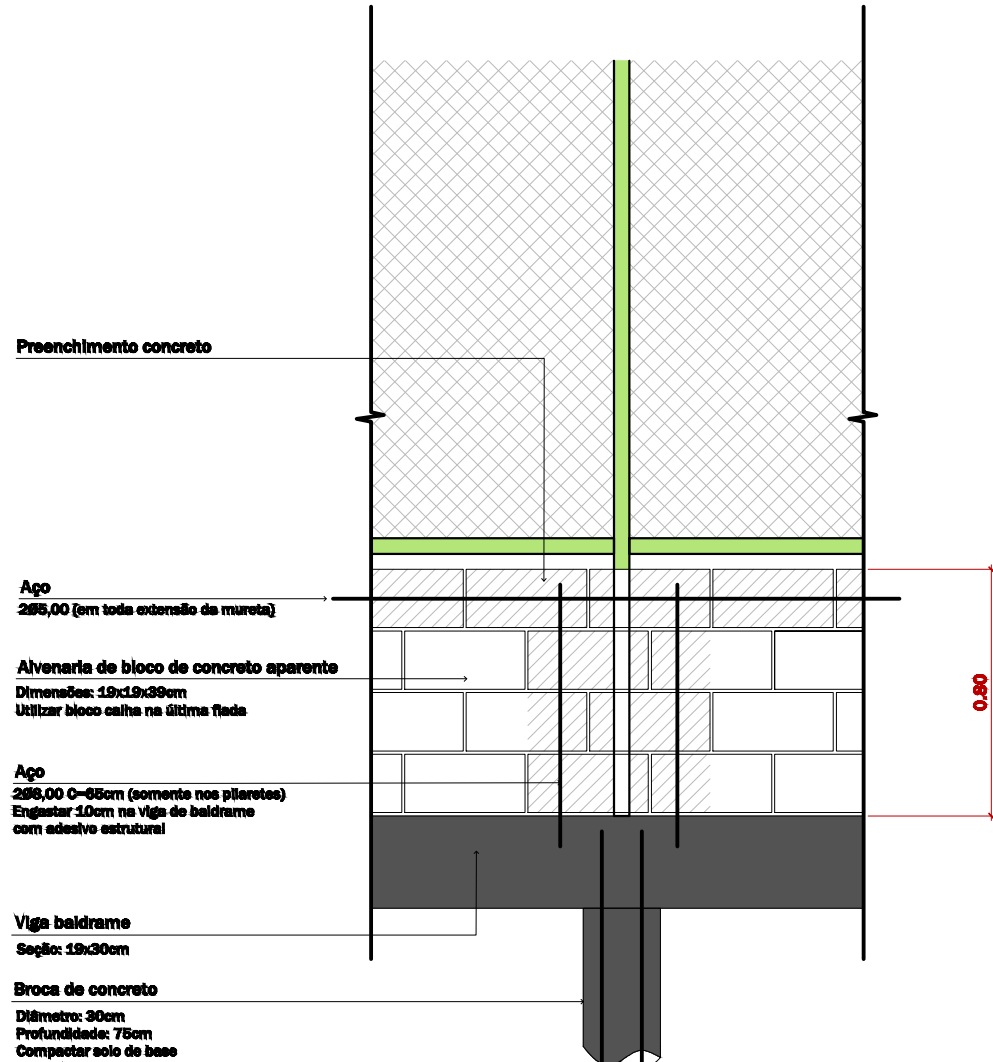 Preenchimento concreto
Aço
2Ø5,00 (em toda extensão da mureta)
Alvenaria de bloco de concreto aparente
Dimensões: 19x19x39cm
Utilizar bloco calha na última fiada
Aço
2Ø8,00 C=65cm (somente nos pilaretes)
Engastar 10cm na viga de baldrame
com adesivo estrutural
Viga baldrame
Seção: 19x30cm
Broca de concreto
Diâmetro: 30cm
Profundidade: 75cm
Compactar solo de base
0.80